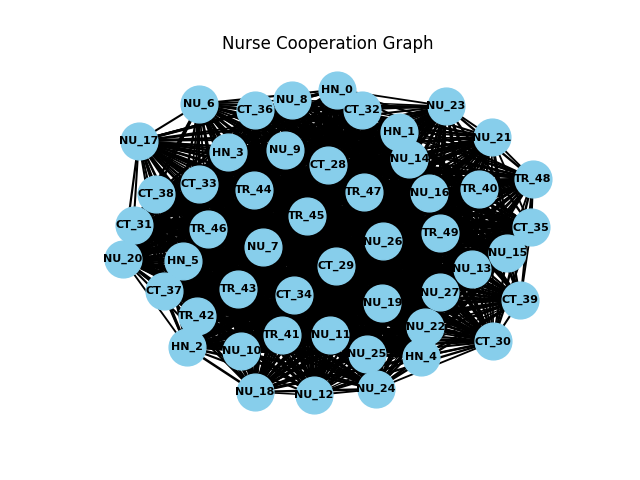 Nurse Cooperation Graph
HN_0
NU_8
NU_6
CT_36
CT_32
NU_23
HN_1
NU_21
NU_17
HN_3
NU_9
NU_14
CT_28
TR_48
CT_33
TR_44
TR_47
NU_16
TR_40
CT_38
TR_45
CT_31
TR_46
TR_49
CT_35
NU_26
NU_7
NU_15
NU_20
HN_5
CT_29
NU_13
CT_37
TR_43
CT_34
NU_27
NU_19
CT_39
TR_42
NU_22
TR_41
NU_11
CT_30
HN_2
NU_10
NU_25
HN_4
NU_18
NU_12
NU_24